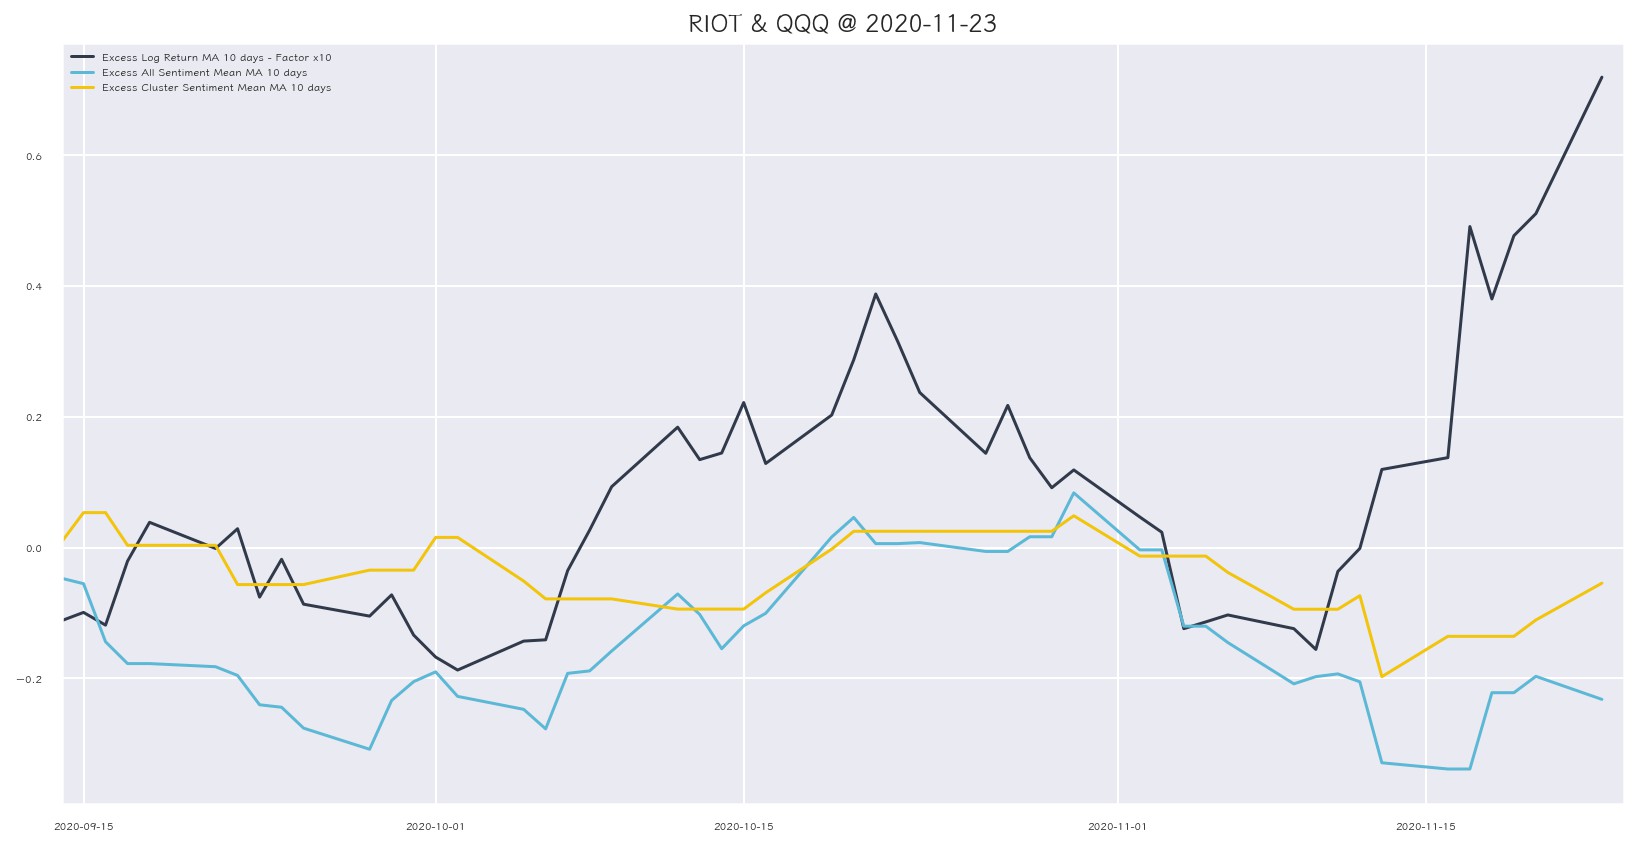 RIOT & QQQ @ 2020-11-23
Excess Log Return MA 10 days - Factor x10
Excess All Sentiment Mean MA 10 days
Excess Cluster Sentiment Mean MA 10 days
0.6
0.4
0.2
0.0
−0.2
2020-09-15 2020-10-01 2020-10-15 2020-11-01 2020-11-15